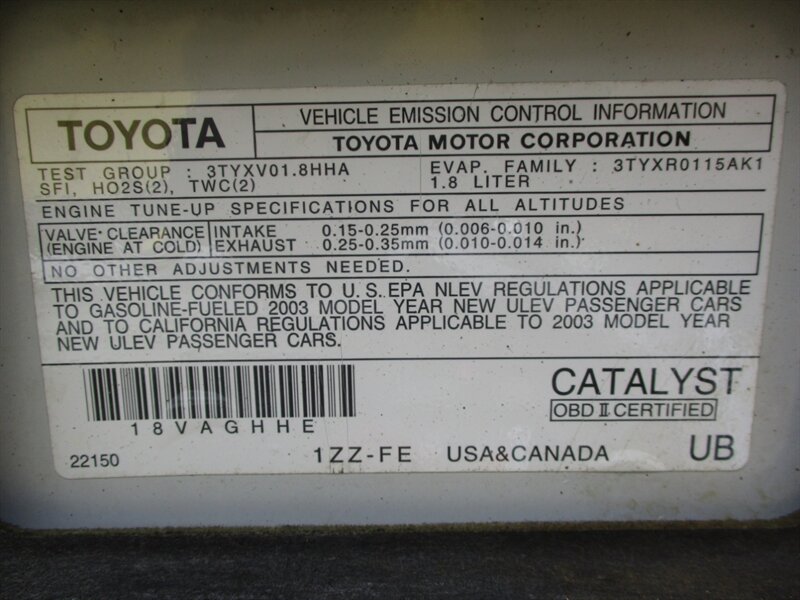 TOYOTA
VEHICLE EMISSION CONTROL INFORMATION
TOYOTA MOTOR CORPORATION
TEST GROUP : 3TYXV01.8HHA EVAP. FAMILY : 3TYXR0115AK1
SFI, HO2S(2), TWC(2) 1.8 LITER
ENGINE TUNE-UP SPECIFICATIONS FOR ALL ALTITUDES
VALVE CLEARANCE INTAKE 0.15-0.25mm (0.006-0.010 in.)
(ENGINE AT COLD) EXHAUST 0.25-0.35mm (0.010-0.014 in.)
NO OTHER ADJUSTMENTS NEEDED.
THIS VEHICLE CONFORMS TO U.S.EPA NLEV REGULATIONS APPLICABLE
TO GASOLINE-FUELED 2003 MODEL YEAR NEW ULEV PASSENGER CARS
AND TO CALIFORNIA REGULATIONS APPLICABLE TO 2003 MODEL YEAR
NEW ULEV PASSENGER CARS.
18VAGHHE
CATALYST
OBD II CERTIFIED
22150 1ZZ-FE USA&CANADA UB